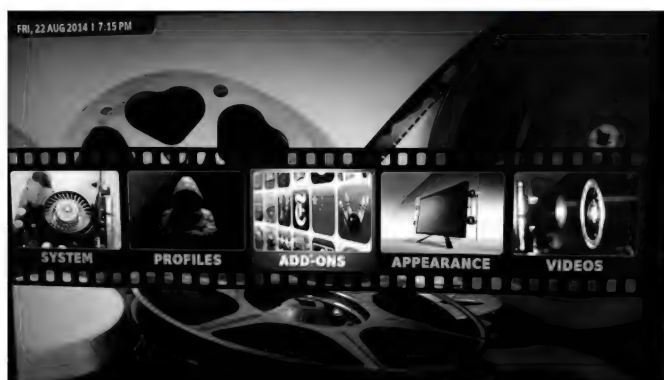 FRI, 22 AUG 2014 | 7:15 PM
SYSTEM
PROFILES
ADD-ONS
APPEARANCE
VIDEOS